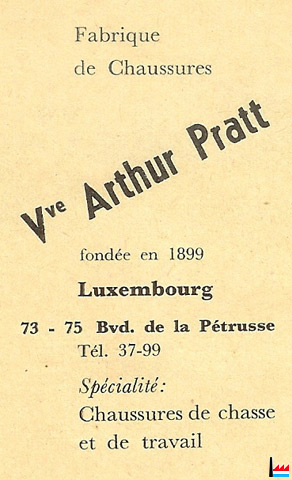 Fabrique
de Chaussures
Vve Arthur Pratt
fondée en 1899
Luxembourg
73 - 75 Bvd. de la Pétrusse
Tél. 37-99
Spécialité:
Chaussures de chasse
et de travail